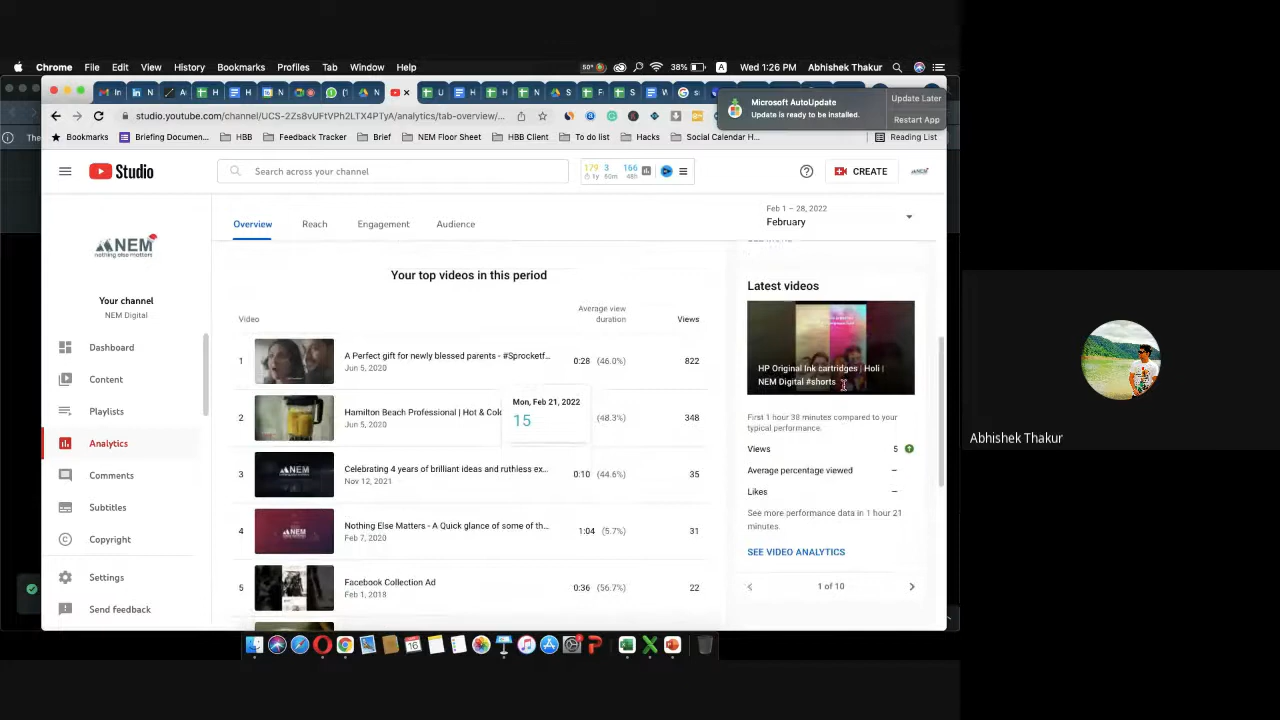 Chrome File Edit View History Bookmarks Profiles Tab Window Help 50° 38% A Wed 1:26 PM Abhishek Thakur
studio.youtube.com/channel/UCS-2Zs8vUFtVPh2LTX4PTyA/analytics/tab-overview/...
Microsoft AutoUpdate
Update is ready to be installed.
Update Later
Restart App
Bookmarks Briefing Documen... HBB Feedback Tracker Brief NEM Floor Sheet HBB Client To do list Hacks Social Calendar H... Reading List
Studio
Search across your channel
179 3 166
1y 60m 48h
CREATE
NEM
nothing else matters
Your channel
NEM Digital
Dashboard
Content
Playlists
Analytics
Comments
Subtitles
Copyright
Settings
Send feedback
Overview Reach Engagement Audience
Feb 1 – 28, 2022
February
Your top videos in this period
Video Average view duration Views
1 A Perfect gift for newly blessed parents - #Sprocketf... 0:28 (46.0%) 822
Jun 5, 2020
2 Hamilton Beach Professional | Hot & Col (48.3%) 348
Jun 5, 2020
Mon, Feb 21, 2022
15
3 Celebrating 4 years of brilliant ideas and ruthless ex... 0:10 (44.6%) 35
Nov 12, 2021
4 Nothing Else Matters - A Quick glance of some of th... 1:04 (5.7%) 31
Feb 7, 2020
5 Facebook Collection Ad 0:36 (56.7%) 22
Feb 1, 2018
Latest videos
HP Original Ink cartridges | Holi |
NEM Digital #shorts
First 1 hour 38 minutes compared to your
typical performance.
Views 5
Average percentage viewed –
Likes –
See more performance data in 1 hour 21
minutes.
SEE VIDEO ANALYTICS
1 of 10
Abhishek Thakur